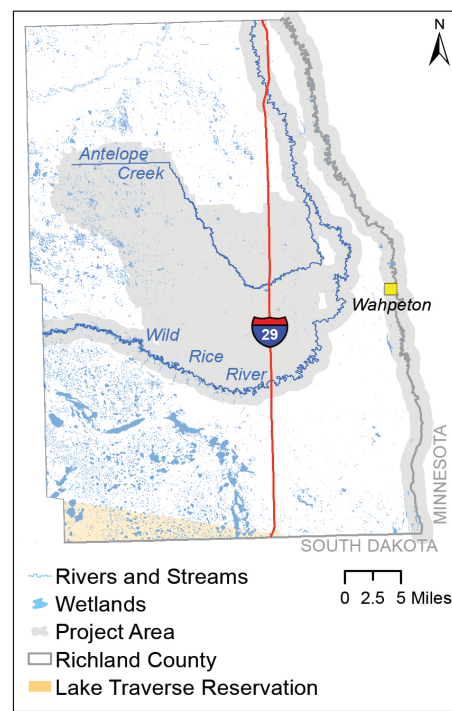 N
Antelope
Creek
Wahpeton
Wild
29
Rice
River
MINNESOTA
SOUTH DAKOTA
Rivers and Streams
Wetlands
Project Area
Richland County
Lake Traverse Reservation
0 2.5 5 Miles